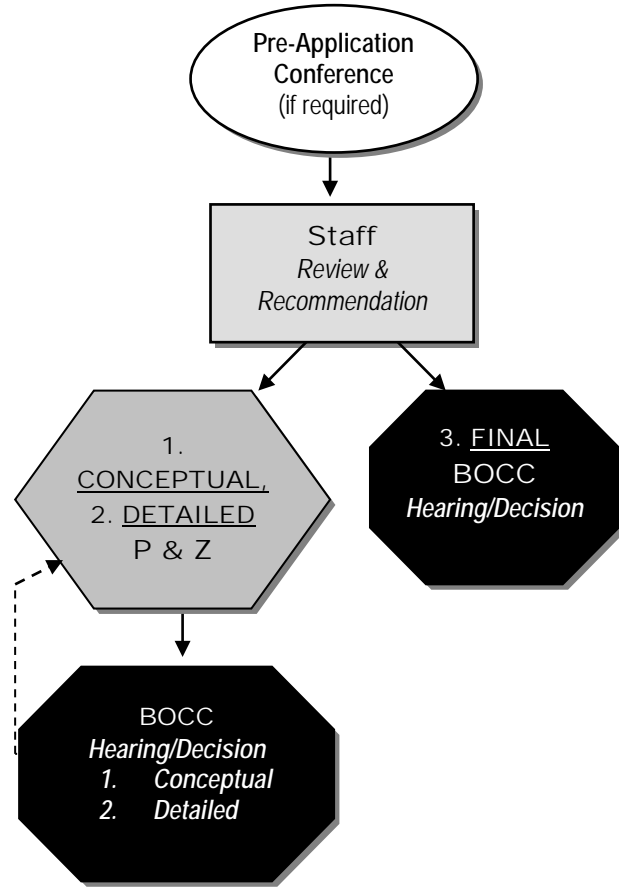 Pre-Application
Conference
(if required)
Staff
Review &
Recommendation
1.
CONCEPTUAL,
2. DETAILED
P & Z
3. FINAL
BOCC
Hearing/Decision
BOCC
Hearing/Decision
1. Conceptual
2. Detailed